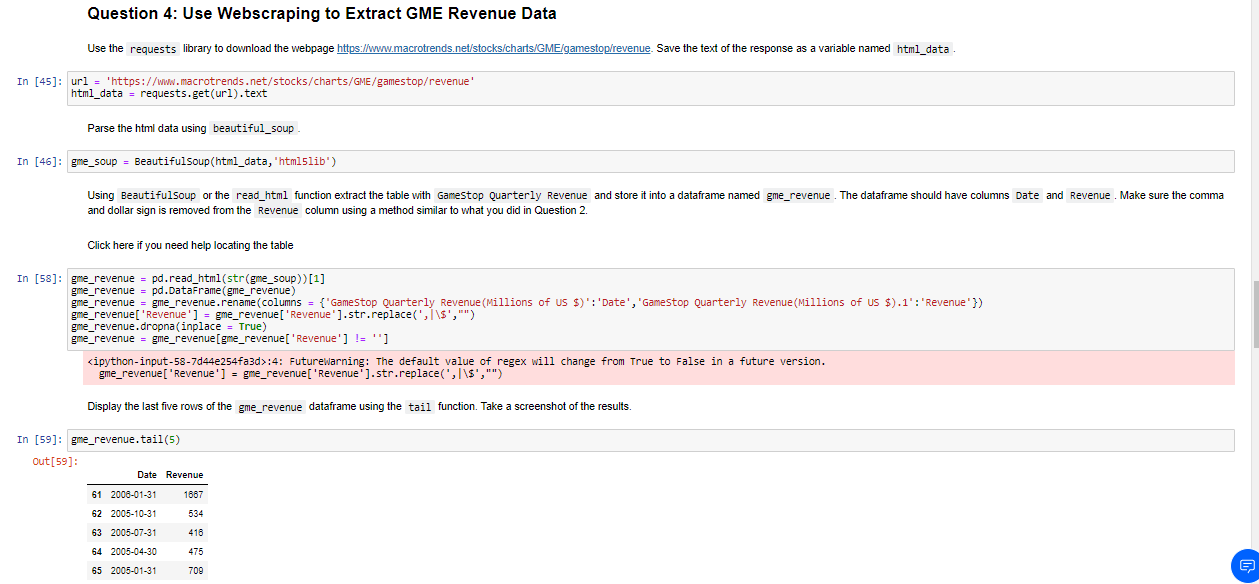 Question 4: Use Webscraping to Extract GME Revenue Data
Use the requests library to download the webpage https://www.macrotrends.net/stocks/charts/GME/gamestop/revenue. Save the text of the response as a variable named html_data .
In [45]: url = 'https://www.macrotrends.net/stocks/charts/GME/gamestop/revenue'
html_data = requests.get(url).text
Parse the html data using beautiful_soup .
In [46]: gme_soup = BeautifulSoup(html_data,'html5lib')
Using BeautifulSoup or the read_html function extract the table with GameStop Quarterly Revenue and store it into a dataframe named gme_revenue . The dataframe should have columns Date and Revenue . Make sure the comma
and dollar sign is removed from the Revenue column using a method similar to what you did in Question 2.
Click here if you need help locating the table
In [58]: gme_revenue = pd.read_html(str(gme_soup))[1]
gme_revenue = pd.DataFrame(gme_revenue)
gme_revenue = gme_revenue.rename(columns = {'GameStop Quarterly Revenue(Millions of US $)':'Date','GameStop Quarterly Revenue(Millions of US $).1':'Revenue'})
gme_revenue['Revenue'] = gme_revenue['Revenue'].str.replace(',|\$',"")
gme_revenue.dropna(inplace = True)
gme_revenue = gme_revenue[gme_revenue['Revenue'] != '']
<ipython-input-58-7d44e254fa3d>:4: FutureWarning: The default value of regex will change from True to False in a future version.
gme_revenue['Revenue'] = gme_revenue['Revenue'].str.replace(',|\$',"")
Display the last five rows of the gme_revenue dataframe using the tail function. Take a screenshot of the results.
In [59]: gme_revenue.tail(5)
Out[59]:
Date Revenue
61 2006-01-31 1667
62 2005-10-31 534
63 2005-07-31 416
64 2005-04-30 475
65 2005-01-31 709